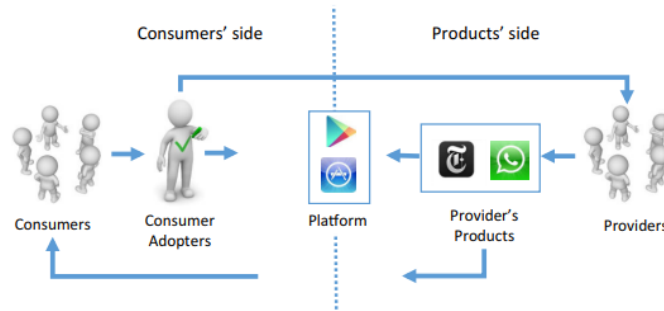 Consumers' side
Products' side
Consumers
Consumer
Adopters
Platform
Provider's
Products
Providers